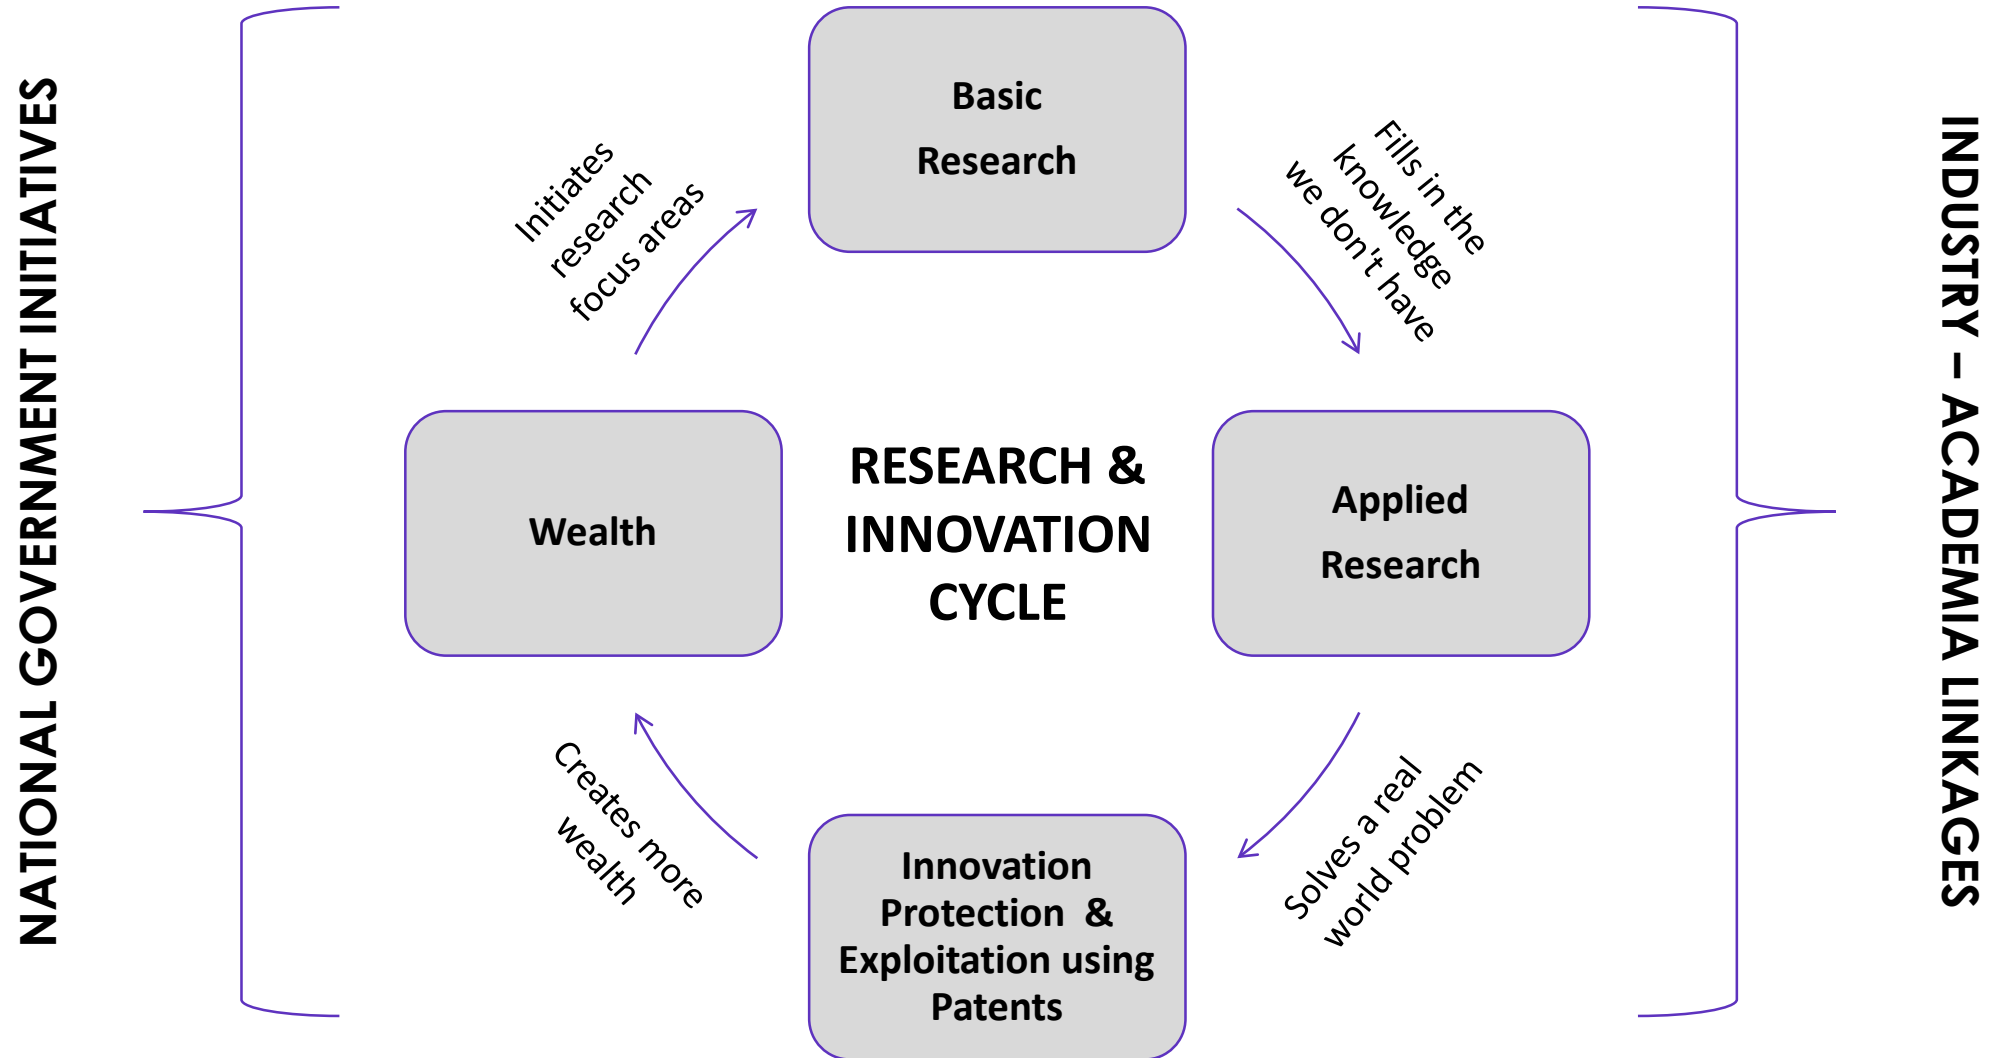 NATIONAL GOVERNMENT INITIATIVES
Basic
Research
Initiates
research
focus areas
Fills in the
knowledge
we don't have
Wealth
RESEARCH &
INNOVATION
CYCLE
Applied
Research
Creates more
wealth
Innovation
Protection & 
Exploitation using
Patents
Solves a real
world problem
INDUSTRY – ACADEMIA LINKAGES